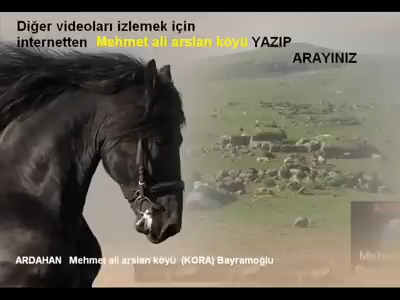 Diğer videoları izlemek için
internetten Mehmet ali arslan köyü YAZIP
ARAYINIZ
ARDAHAN Mehmet ali arslan köyü (KORA) Bayramoğlu